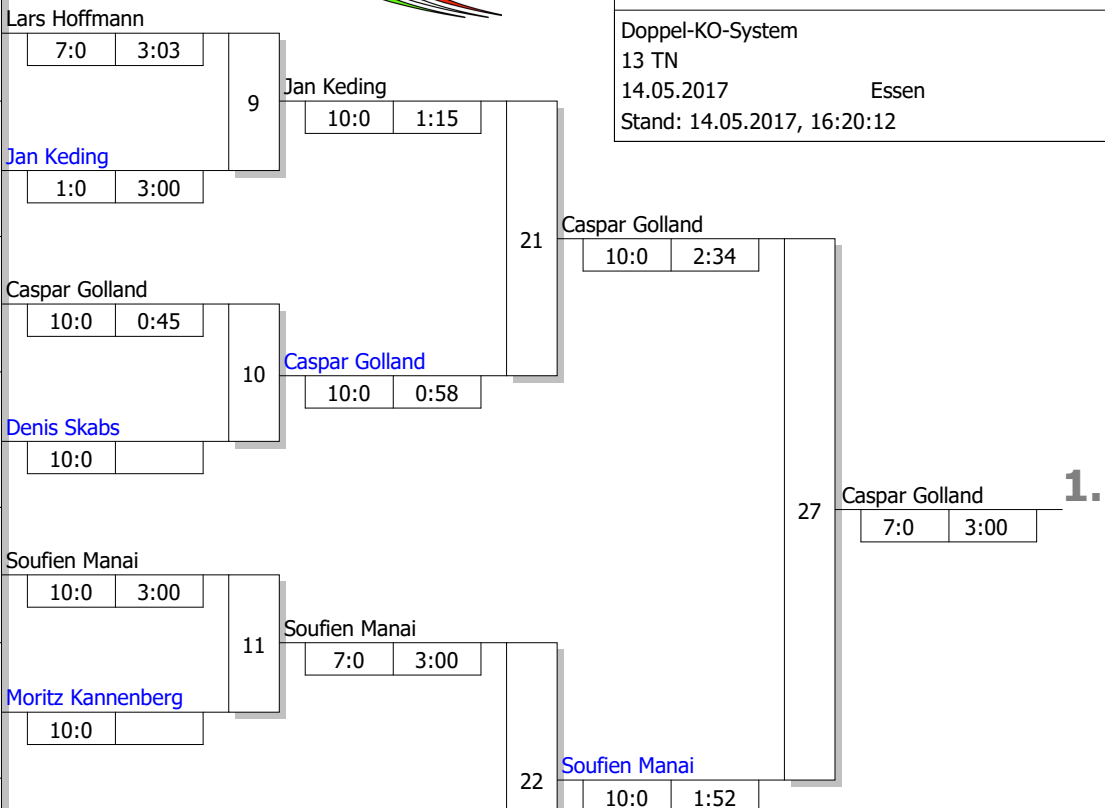 Lars Hoffmann
7:0 3:03
Doppel-KO-System
13 TN
14.05.2017 Essen
Stand: 14.05.2017, 16:20:12
9
Jan Keding
10:0 1:15
Jan Keding
1:0 3:00
21
Caspar Golland
10:0 2:34
Caspar Golland
10:0 0:45
10
Caspar Golland
10:0 0:58
Denis Skabs
10:0
27
Caspar Golland
1.
7:0 3:00
Soufien Manai
10:0 3:00
11
Soufien Manai
7:0 3:00
Moritz Kannenberg
10:0
22
Soufien Manai
10:0 1:52